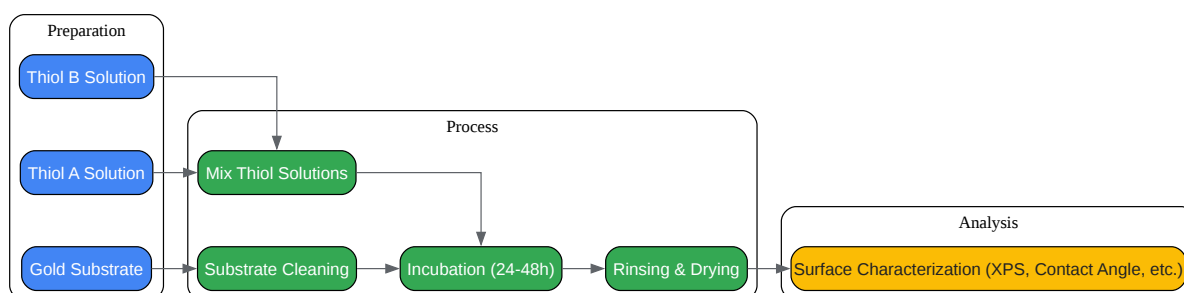 Preparation
Thiol B Solution
Process
Thiol A Solution
Mix Thiol Solutions
Analysis
Gold Substrate
Substrate Cleaning
Incubation (24-48h)
Rinsing & Drying
Surface Characterization (XPS, Contact Angle, etc.)